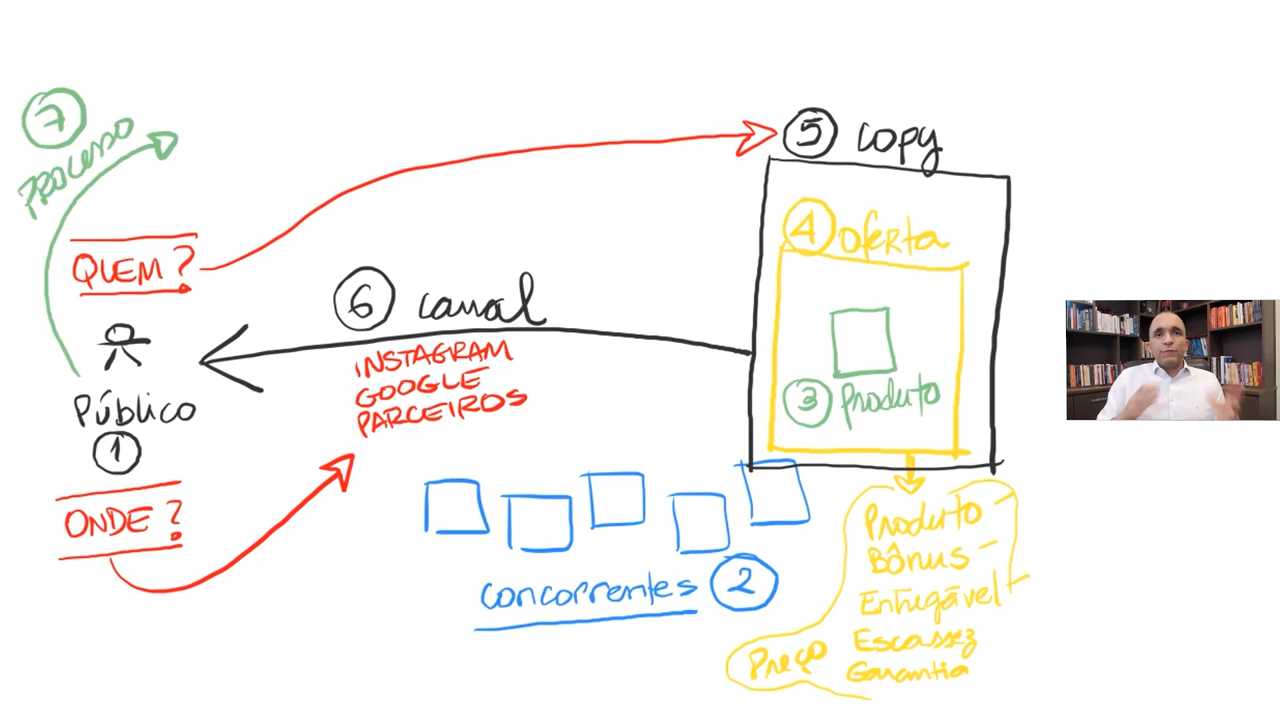 7
PROCESSO
QUEM ?
Público
1
ONDE ?
6 canal
INSTAGRAM
GOOGLE
PARCEIROS
5 copy
4 oferta
3 Produto
concorrentes 2
Produto
Bônus
Entregável
Escassez
Garantia
Preço